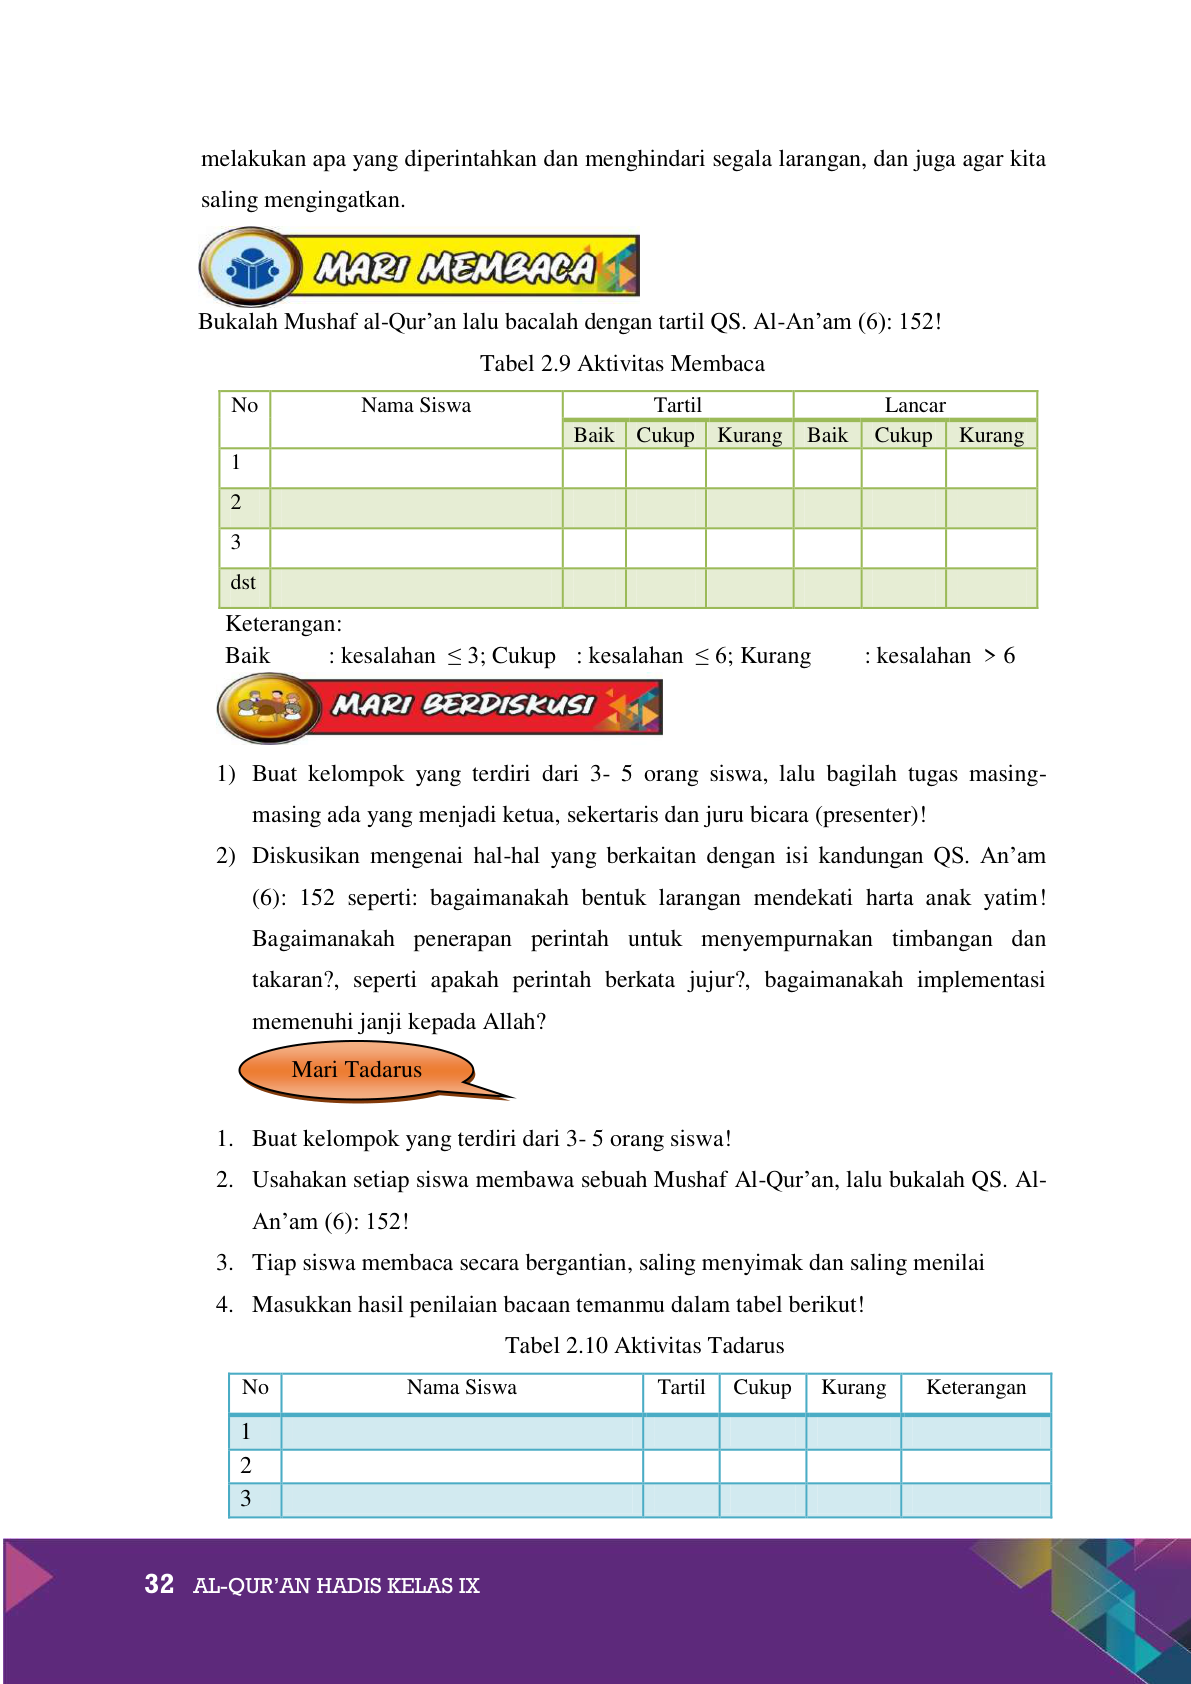 melakukan apa yang diperintahkan dan menghindari segala larangan, dan juga agar kita
saling mengingatkan.
MARI MEMBACA
Bukalah Mushaf al-Qur’an lalu bacalah dengan tartil QS. Al-An’am (6): 152!
Tabel 2.9 Aktivitas Membaca
No Nama Siswa Tartil Lancar
Baik Cukup Kurang Baik Cukup Kurang
1
2
3
dst
Keterangan:
Baik : kesalahan ≤ 3; Cukup : kesalahan ≤ 6; Kurang : kesalahan > 6
MARI BERDISKUSI
1) Buat kelompok yang terdiri dari 3- 5 orang siswa, lalu bagilah tugas masing-
masing ada yang menjadi ketua, sekertaris dan juru bicara (presenter)!
2) Diskusikan mengenai hal-hal yang berkaitan dengan isi kandungan QS. An’am
(6): 152 seperti: bagaimanakah bentuk larangan mendekati harta anak yatim!
Bagaimanakah penerapan perintah untuk menyempurnakan timbangan dan
takaran?, seperti apakah perintah berkata jujur?, bagaimanakah implementasi
memenuhi janji kepada Allah?
Mari Tadarus
1. Buat kelompok yang terdiri dari 3- 5 orang siswa!
2. Usahakan setiap siswa membawa sebuah Mushaf Al-Qur’an, lalu bukalah QS. Al-
An’am (6): 152!
3. Tiap siswa membaca secara bergantian, saling menyimak dan saling menilai
4. Masukkan hasil penilaian bacaan temanmu dalam tabel berikut!
Tabel 2.10 Aktivitas Tadarus
No Nama Siswa Tartil Cukup Kurang Keterangan
1
2
3
32 AL-QUR’AN HADIS KELAS IX